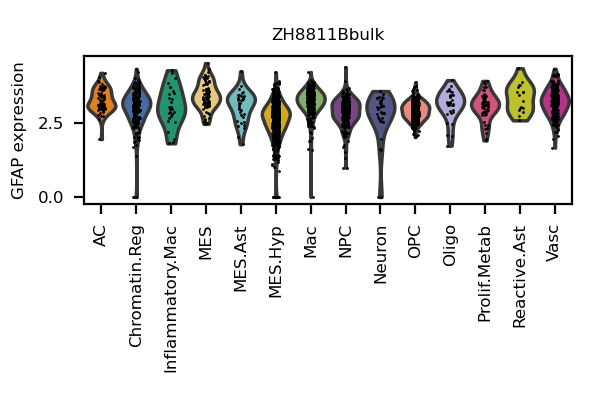 ZH8811Bbulk
GFAP expression
2.5
0.0
AC
Chromatin.Reg
Inflammatory.Mac
MES
MES.Ast
MES.Hyp
Mac
NPC
Neuron
OPC
Oligo
Prolif.Metab
Reactive.Ast
Vasc